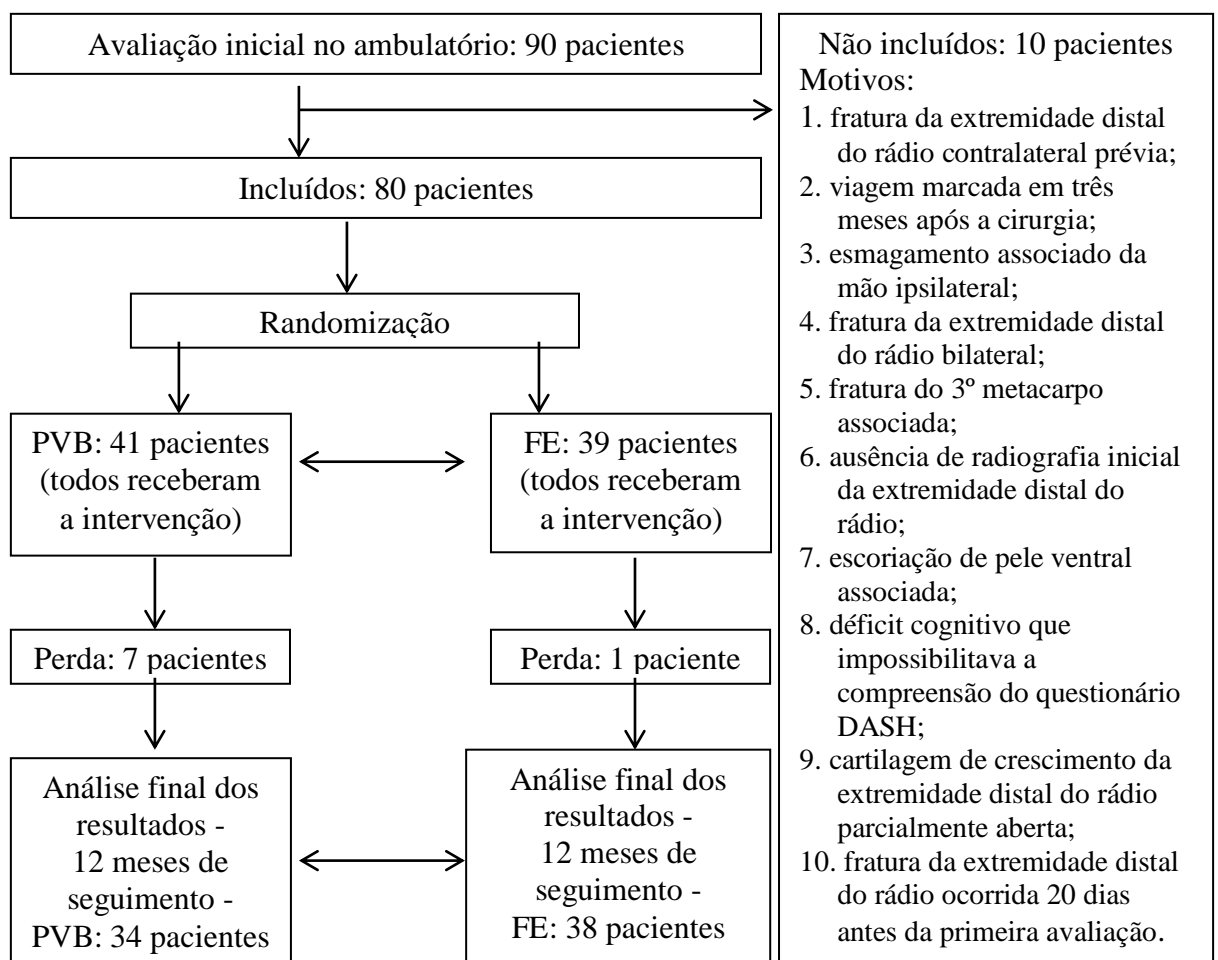 Avaliação inicial no ambulatório: 90 pacientes
Incluídos: 80 pacientes
Randomização
PVB: 41 pacientes
(todos receberam
a intervenção)
FE: 39 pacientes
(todos receberam
a intervenção)
Perda: 7 pacientes
Perda: 1 paciente
Análise final dos
resultados -
12 meses de
seguimento -
PVB: 34 pacientes
Análise final dos
resultados -
12 meses de
seguimento -
FE: 38 pacientes
Não incluídos: 10 pacientes
Motivos:
1. fratura da extremidade distal
do rádio contralateral prévia;
2. viagem marcada em três
meses após a cirurgia;
3. esmagamento associado da
mão ipsilateral;
4. fratura da extremidade distal
do rádio bilateral;
5. fratura do 3º metacarpo
associada;
6. ausência de radiografia inicial
da extremidade distal do
rádio;
7. escoriação de pele ventral
associada;
8. déficit cognitivo que
impossibilitava a
compreensão do questionário
DASH;
9. cartilagem de crescimento da
extremidade distal do rádio
parcialmente aberta;
10. fratura da extremidade distal
do rádio ocorrida 20 dias
antes da primeira avaliação.